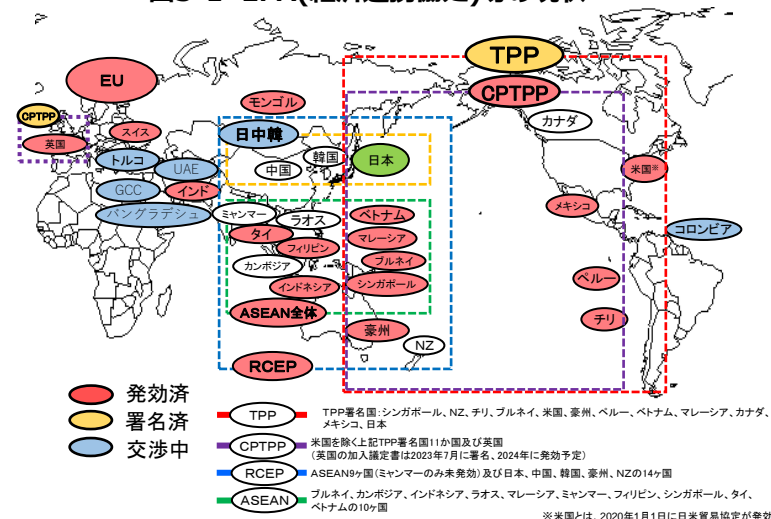 TPP
EU
CPTPP
モンゴル
CPTPP
カナダ
スイス
日中韓
英国
韓国
日本
トルコ
UAE
中国
米国※
GCC
インド
メキシコ
バングラデシュ
ミャンマー
ラオス
ベトナム
コロンビア
タイ
マレーシア
フィリピン
カンボジア
ブルネイ
ペルー
インドネシア
シンガポール
ASEAN全体
チリ
豪州
NZ
RCEP
発効済
署名済
交渉中
TPP
TPP署名国：シンガポール、NZ、チリ、ブルネイ、米国、豪州、ペルー、ベトナム、マレーシア、カナダ、
メキシコ、日本
CPTPP
米国を除く上記TPP署名国11か国及び英国
（英国の加入議定書は2023年7月に署名、2024年に発効予定）
RCEP
ASEAN9ヶ国（ミャンマーのみ未発効）及び日本、中国、韓国、豪州、NZの14ヶ国
ASEAN
ブルネイ、カンボジア、インドネシア、ラオス、マレーシア、ミャンマー、フィリピン、シンガポール、タイ、
ベトナムの10ヶ国
※米国とは、2020年1月1日に日米貿易協定が発効